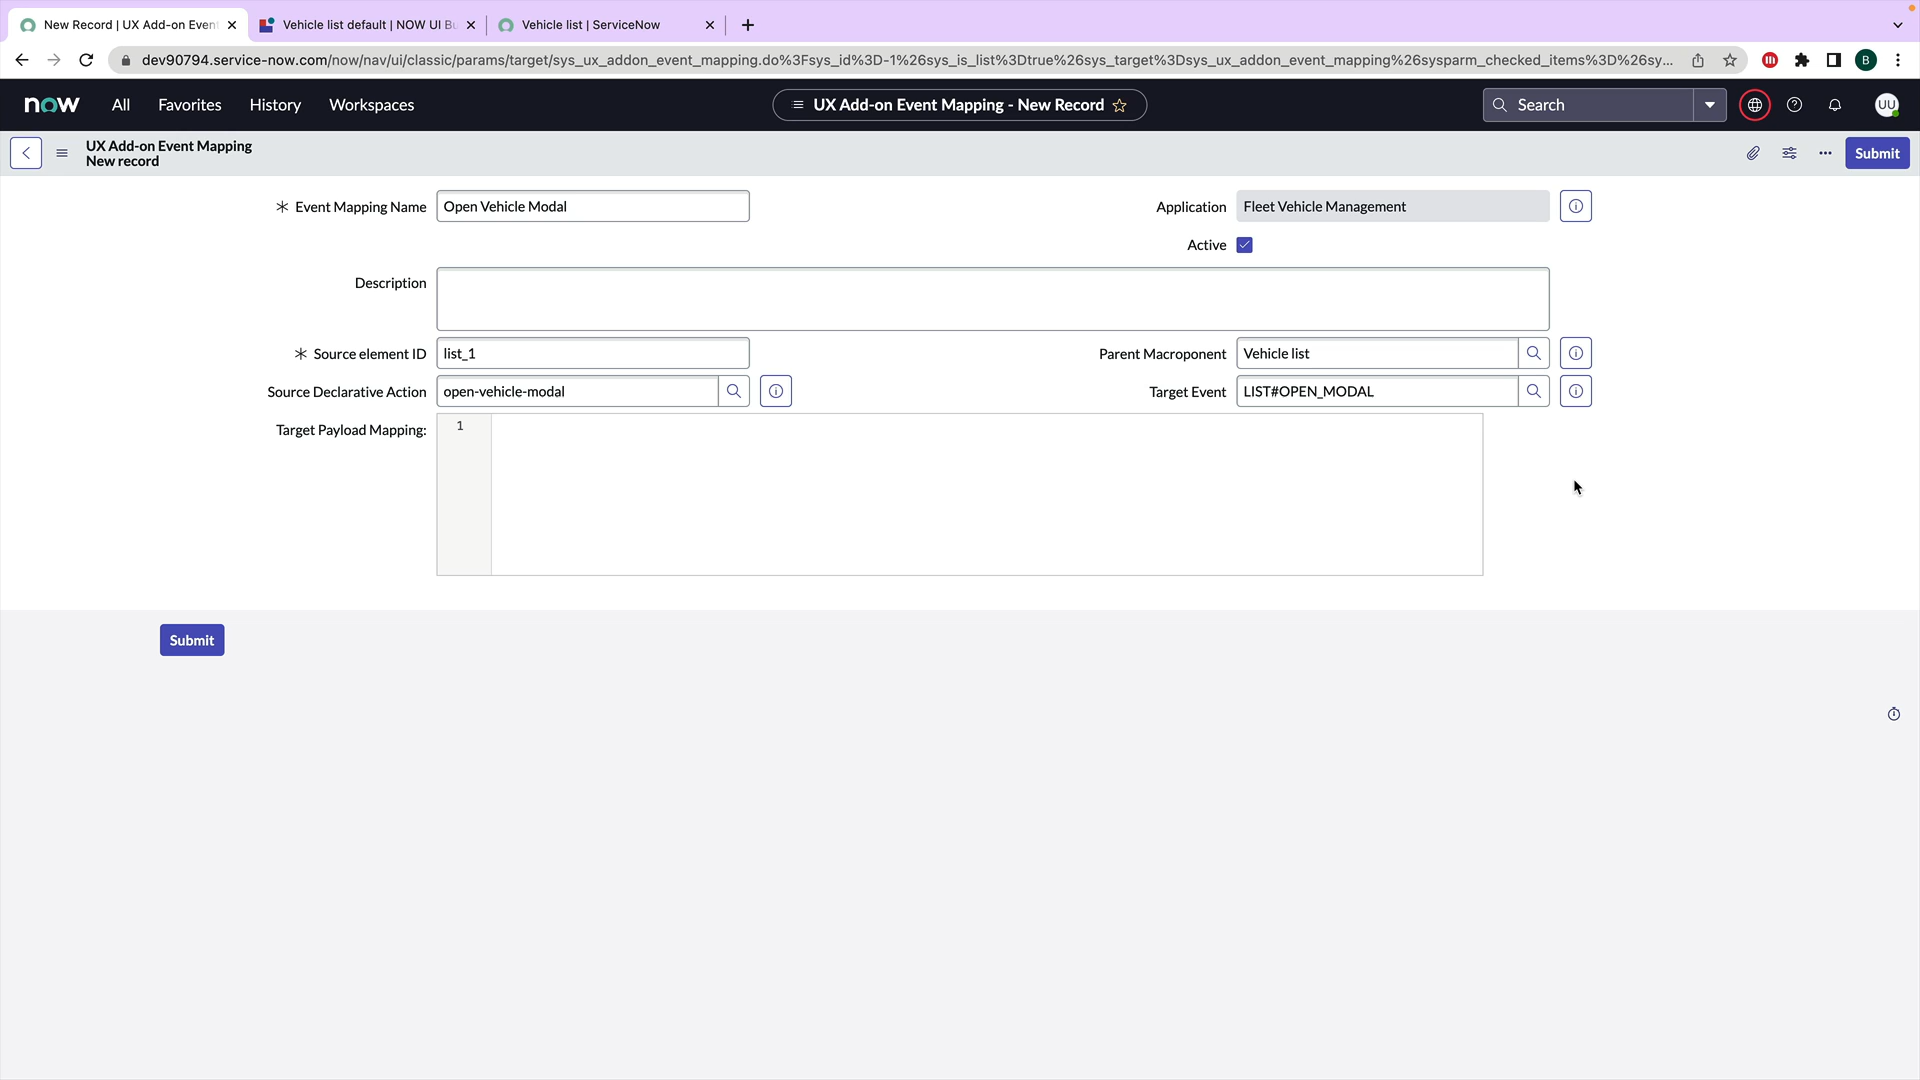 New Record | UX Add-on Event
Vehicle list default | NOW UI Bu
Vehicle list | ServiceNow
dev90794.service-now.com/now/nav/ui/classic/params/target/sys_ux_addon_event_mapping.do%3Fsys_id%3D-1%26sys_is_list%3Dtrue%26sys_target%3Dsys_ux_addon_event_mapping%26sysparm_checked_items%3D%26sy...
B
now
All
Favorites
History
Workspaces
UX Add-on Event Mapping - New Record
Search
UU
UX Add-on Event Mapping
New record
Submit
Event Mapping Name
Open Vehicle Modal
Application
Fleet Vehicle Management
Active
Description
Source element ID
list_1
Parent Macroponent
Vehicle list
Source Declarative Action
open-vehicle-modal
Target Event
LIST#OPEN_MODAL
Target Payload Mapping:
1
Submit